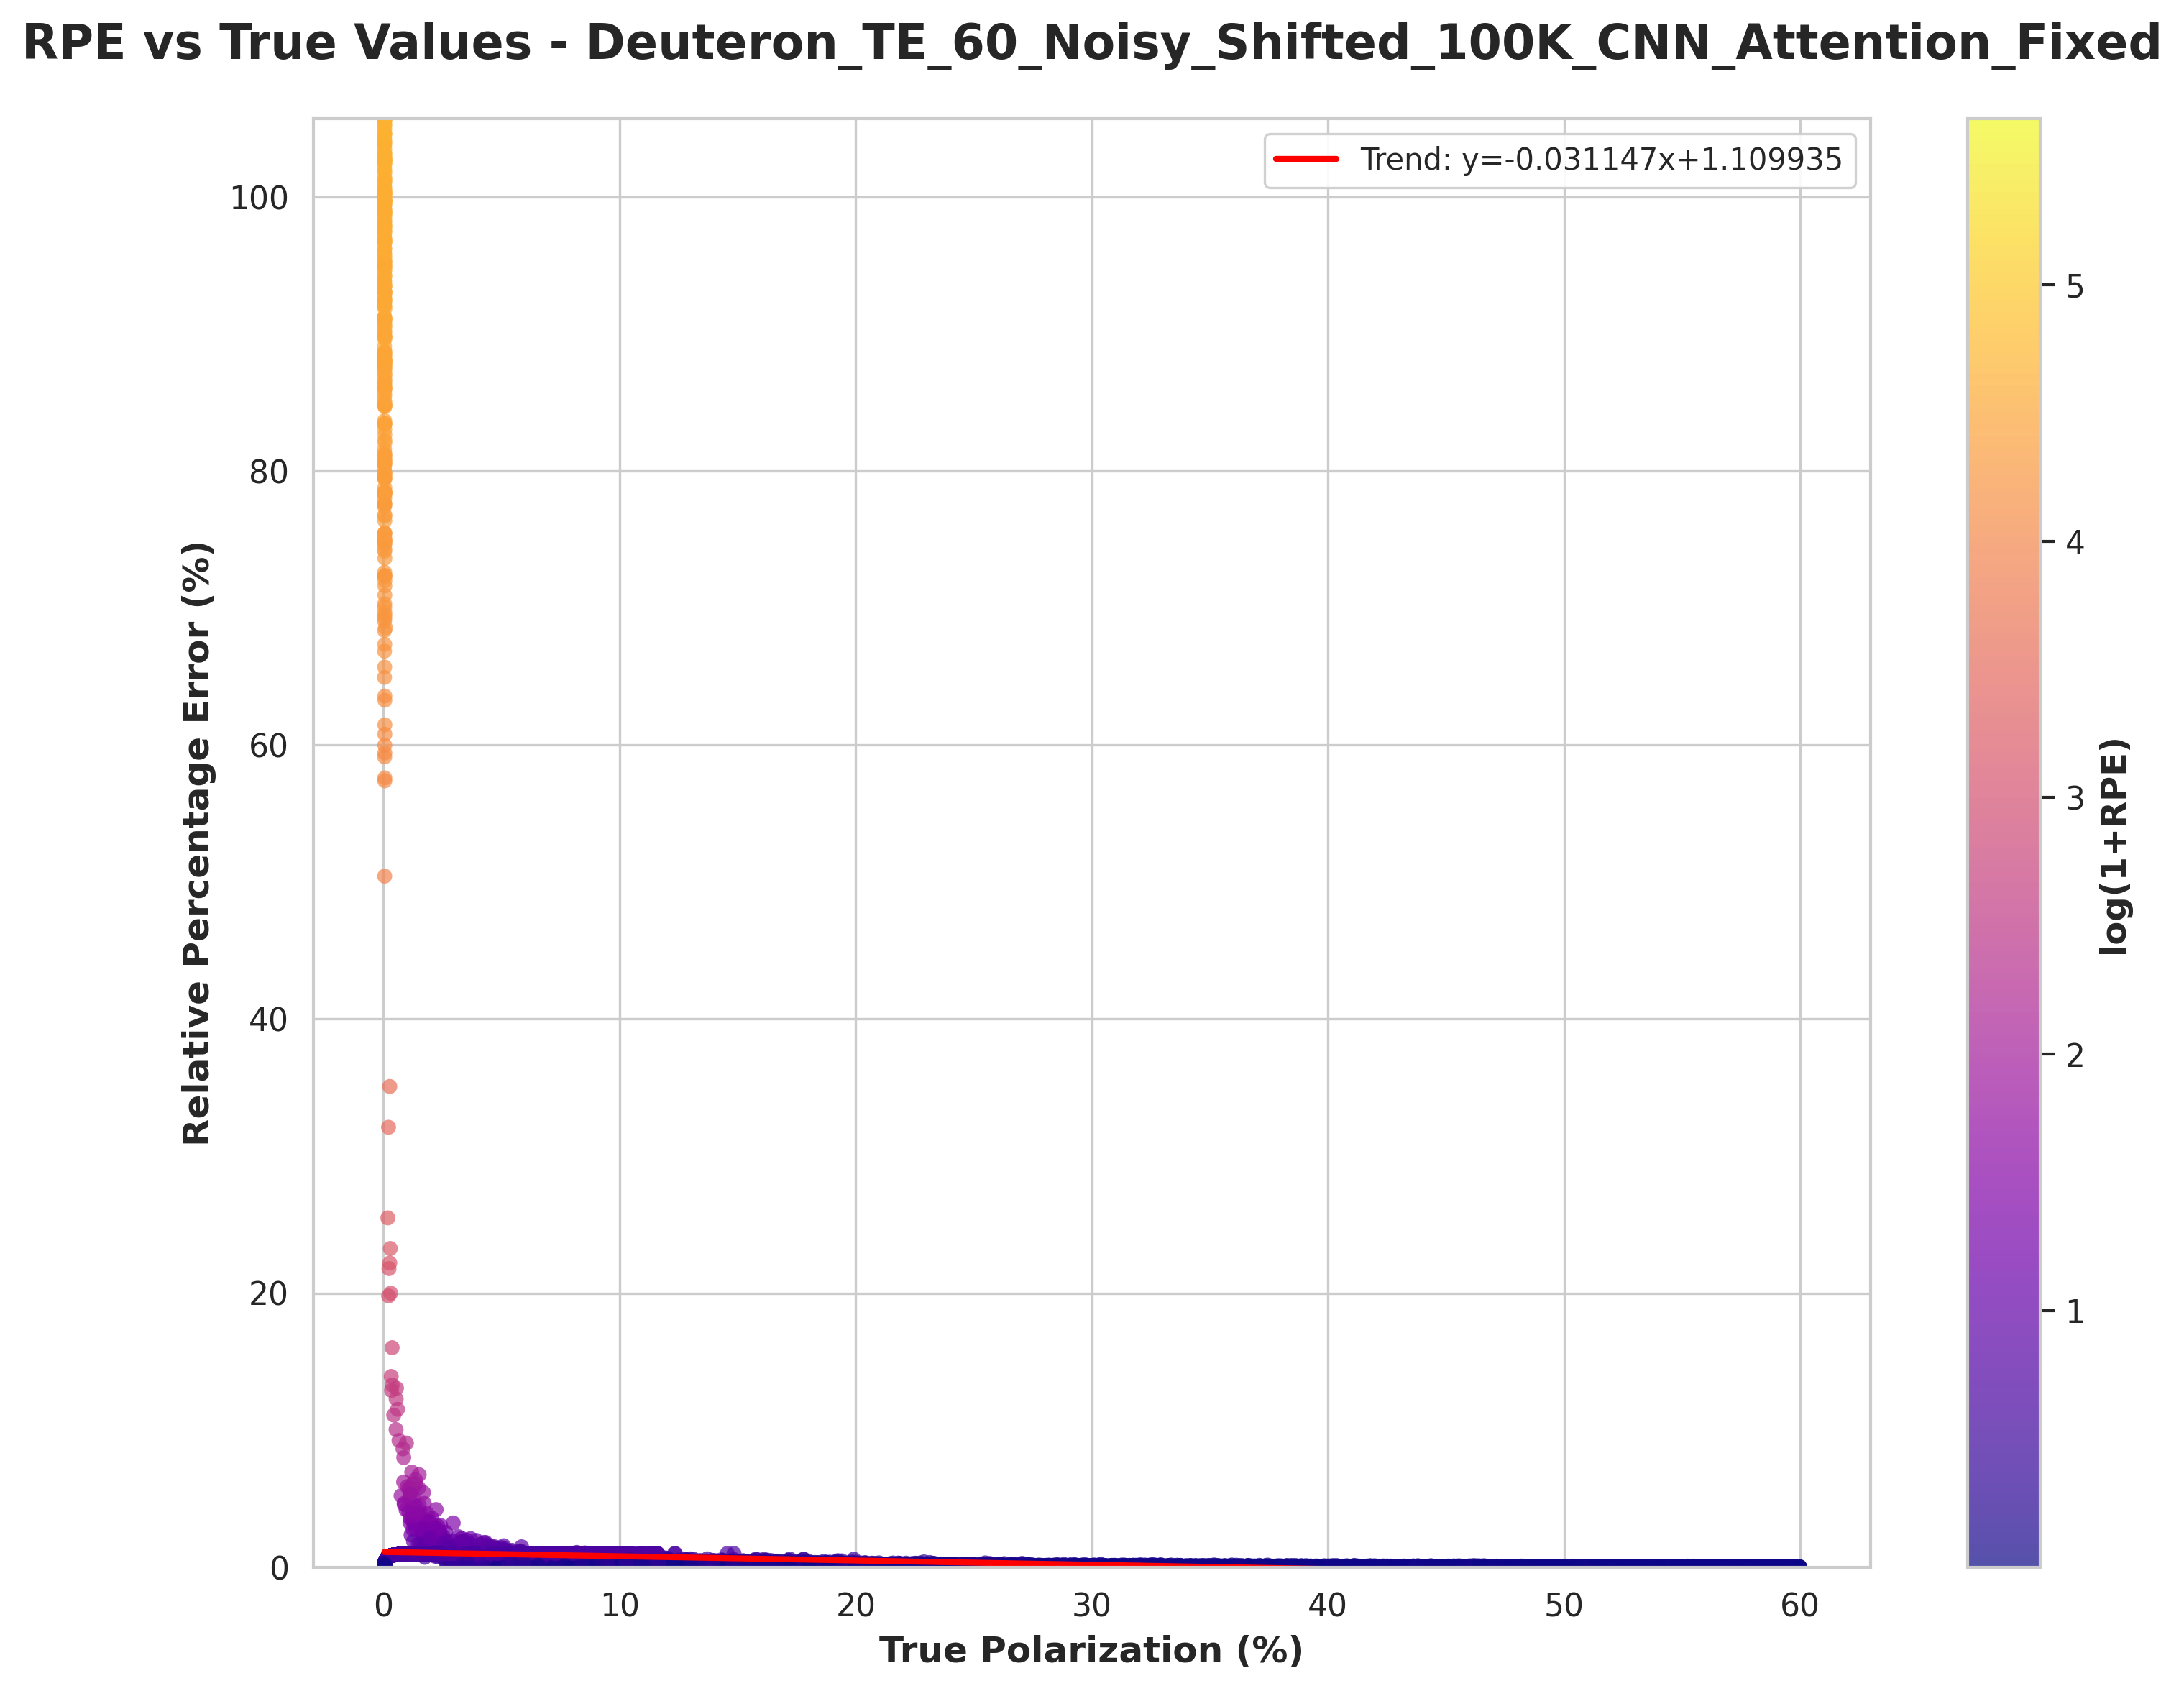 RPE vs True Values - Deuteron_TE_60_Noisy_Shifted_100K_CNN_Attention_Fixed
Trend: y=-0.031147x+1.109935
Relative Percentage Error (%)
100
80
60
40
20
0
0 10 20 30 40 50 60
True Polarization (%)
5
4
3
2
1
log(1+RPE)